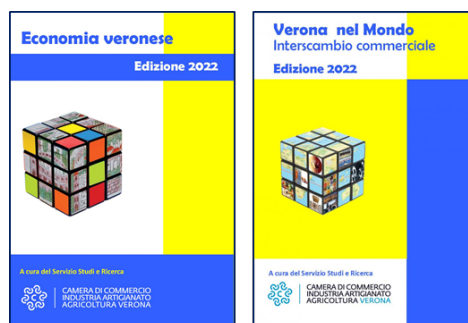 Economia veronese
Edizione 2022
A cura del Servizio Studi e Ricerca
CAMERA DI COMMERCIO
INDUSTRIA ARTIGIANATO
AGRICOLTURA VERONA
Verona nel Mondo
Interscambio commerciale
Edizione 2022
A cura del Servizio Studi e Ricerca
CAMERA DI COMMERCIO
INDUSTRIA ARTIGIANATO
AGRICOLTURA VERONA